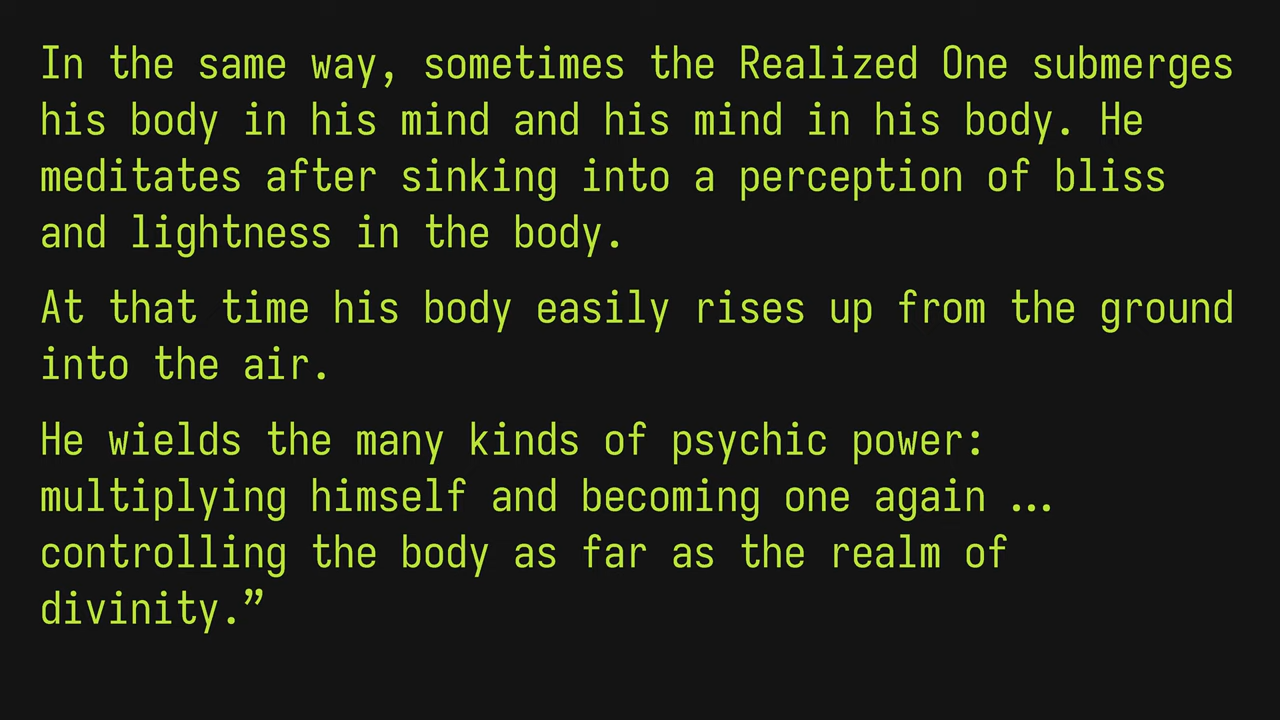 In the same way, sometimes the Realized One submerges
his body in his mind and his mind in his body. He
meditates after sinking into a perception of bliss
and lightness in the body.
At that time his body easily rises up from the ground
into the air.
He wields the many kinds of psychic power:
multiplying himself and becoming one again …
controlling the body as far as the realm of
divinity.”